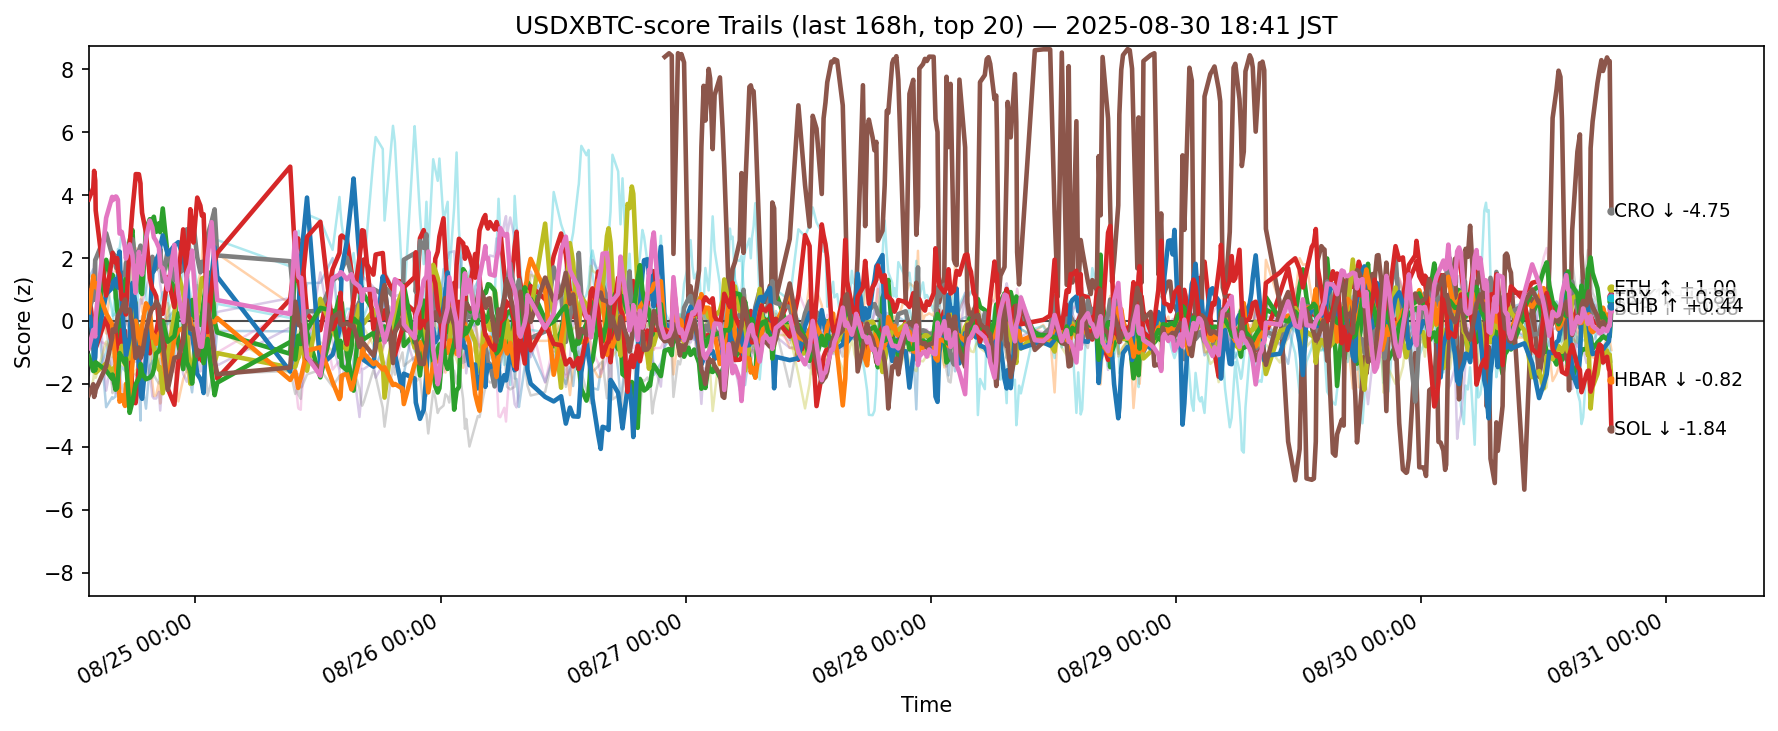 USDXBTC-score Trails (last 168h, top 20) — 2025-08-30 18:41 JST
Score (z)
8
6
4
2
0
−2
−4
−6
−8
CRO ↓ -4.75
ETH ↑ +1.00
SHIB ↑ +0.44
HBAR ↓ -0.82
SOL ↓ -1.84
08/25 00:00
08/26 00:00
08/27 00:00
08/28 00:00
08/29 00:00
08/30 00:00
08/31 00:00
Time